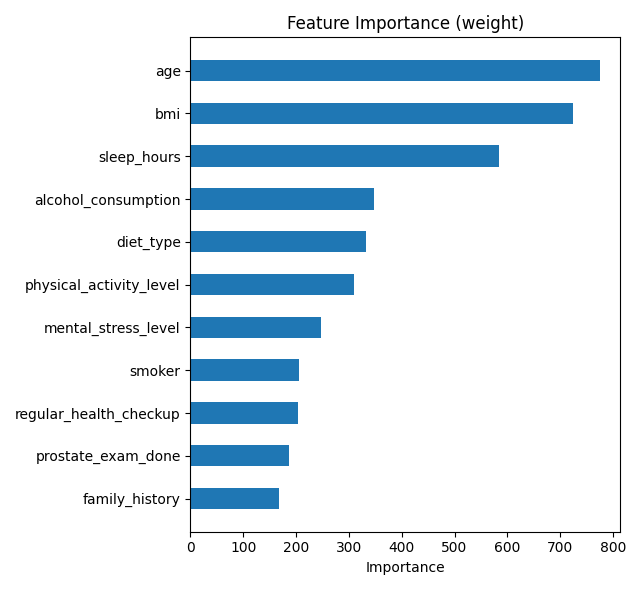 Feature Importance (weight)
age
bmi
sleep_hours
alcohol_consumption
diet_type
physical_activity_level
mental_stress_level
smoker
regular_health_checkup
prostate_exam_done
family_history
0 100 200 300 400 500 600 700 800
Importance